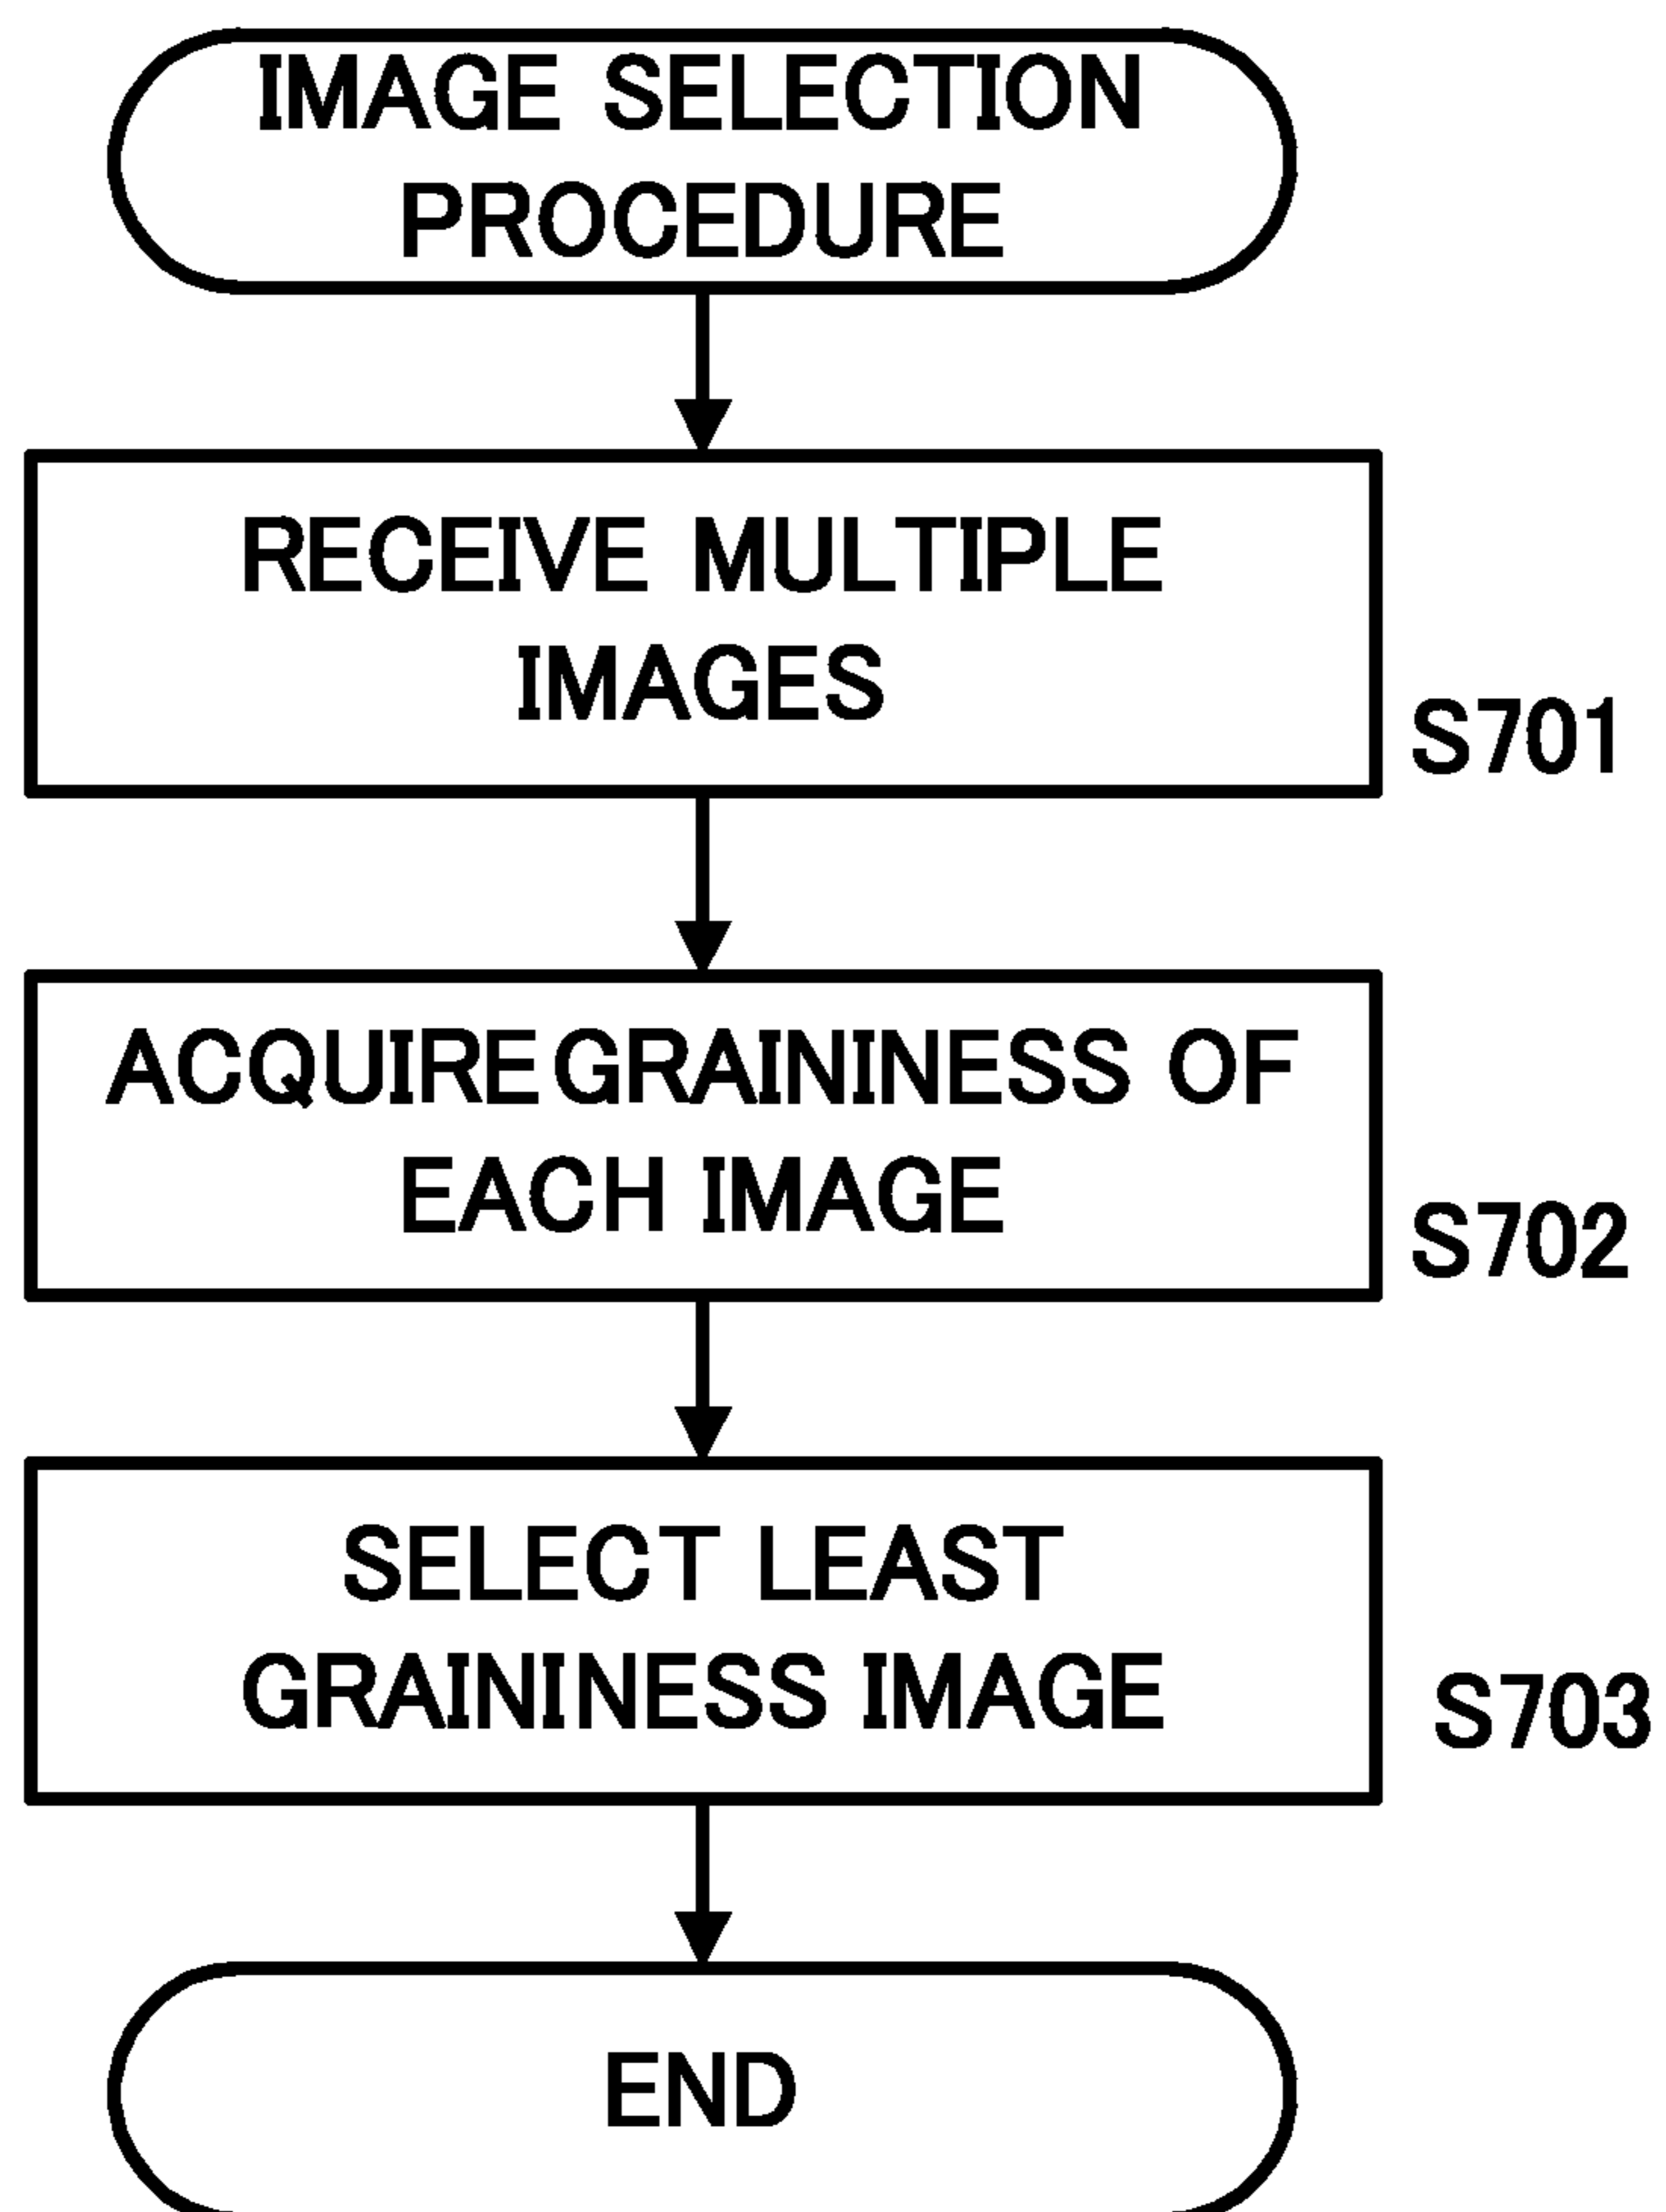 IMAGE SELECTION
PROCEDURE
RECEIVE MULTIPLE
IMAGES
S701
ACQUIRE GRAININESS OF
EACH IMAGE
S702
SELECT LEAST
GRAININESS IMAGE
S703
END